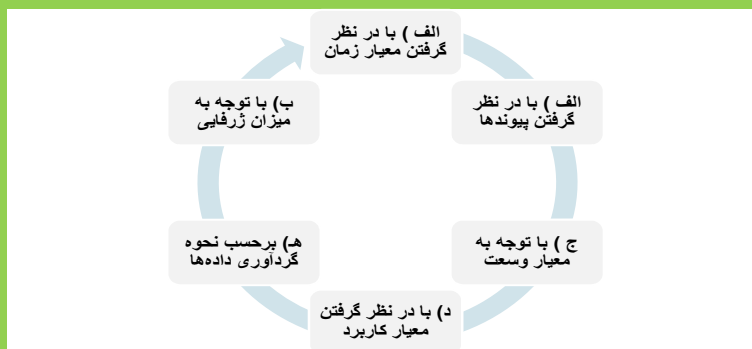 الف ) با در نظر
گرفتن معیار زمان
الف ) با در نظر
گرفتن پیوندها
ج ) با توجه به
معیار وسعت
د) با در نظر گرفتن
معیار کاربرد
هـ) برحسب نحوه
گردآوری داده‌ها
ب) با توجه به
میزان ژرفایی